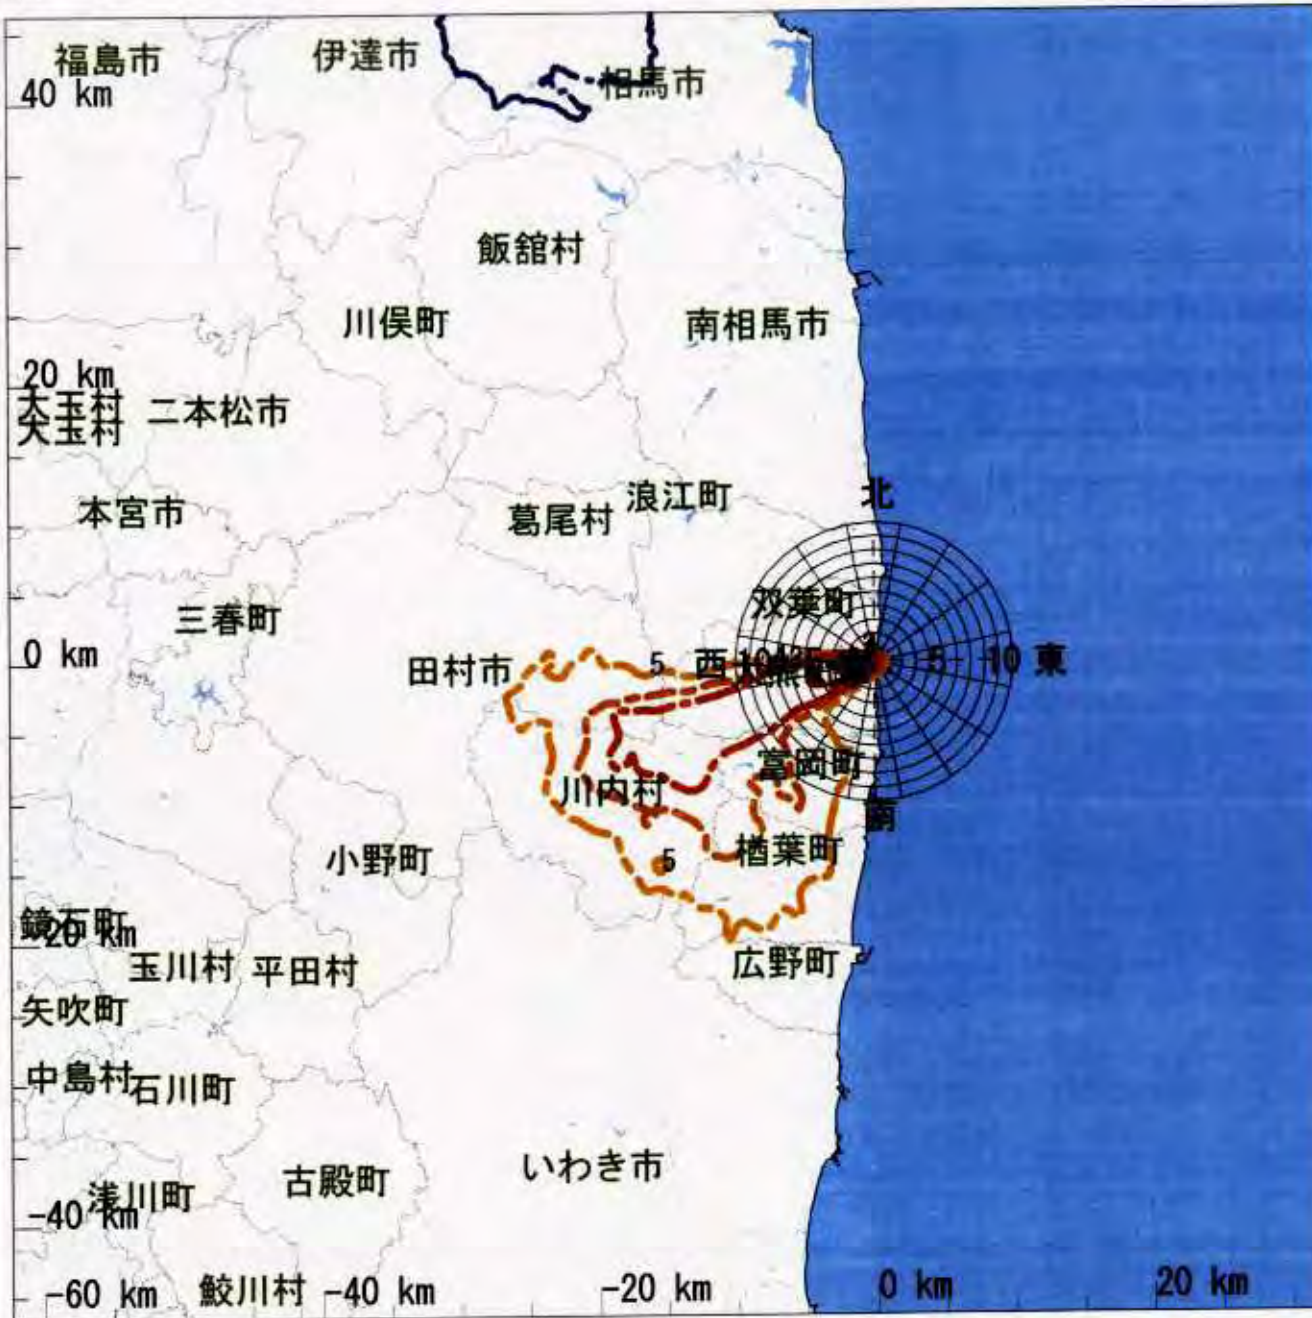 福島市
伊達市
相馬市
40 km
飯舘村
川俣町
南相馬市
20 km
大玉村
大玉村
二本松市
本宮市
葛尾村
浪江町
北
三春町
双葉町
0 km
田村市
5
西
10
5
10
東
富岡町
川内村
南
小野町
5
楢葉町
鏡石町
-20 km
玉川村
平田村
広野町
矢吹町
中島村
石川町
いわき市
古殿町
浅川町
-40 km
鮫川村
-60 km
-40 km
-20 km
0 km
20 km